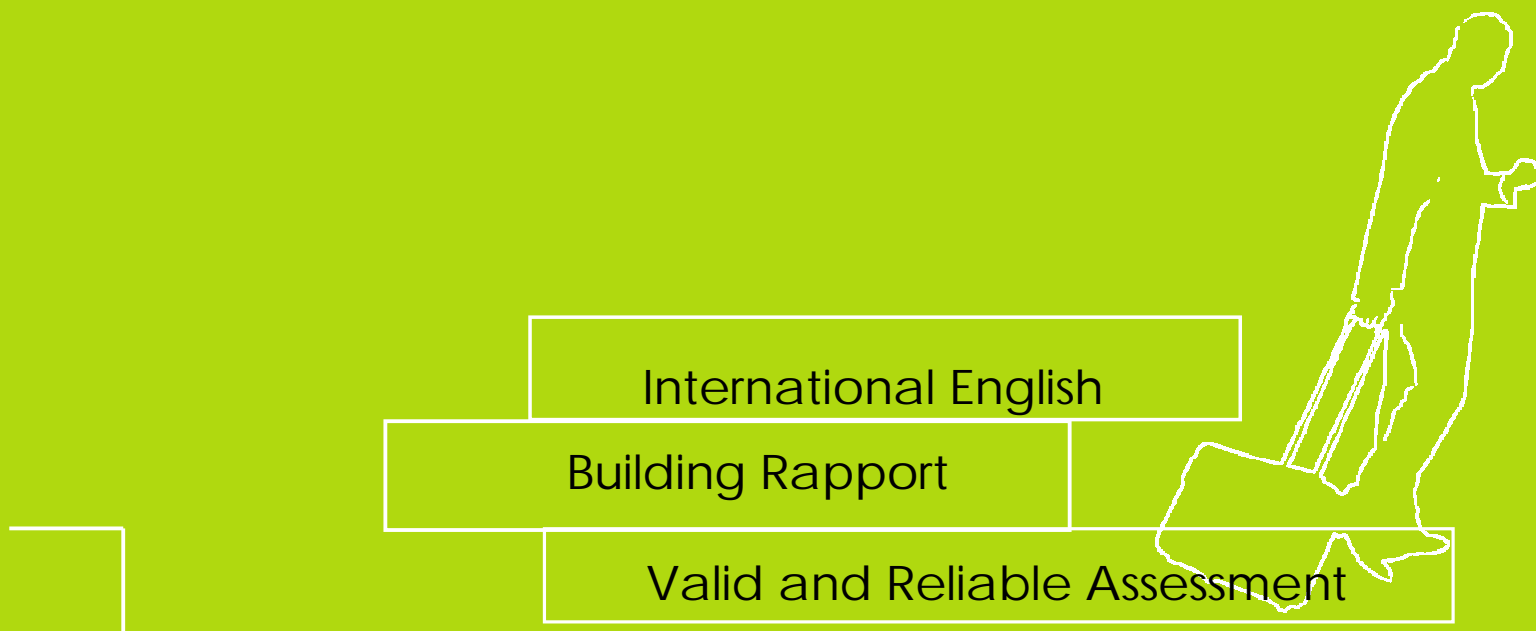 International English
Building Rapport
Valid and Reliable Assessment